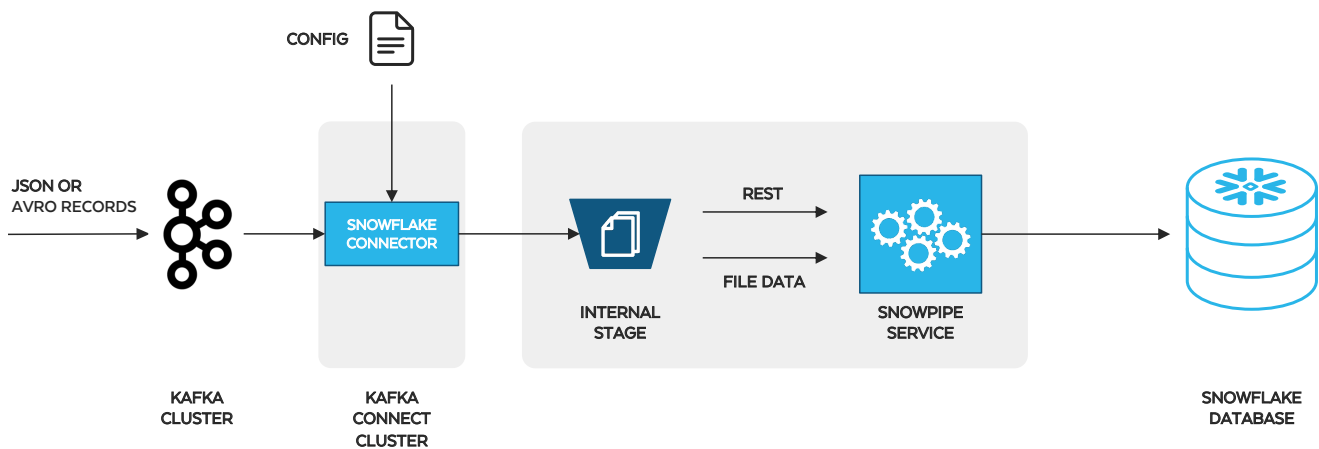 CONFIG
JSON OR
AVRO RECORDS
SNOWFLAKE
CONNECTOR
REST
FILE DATA
INTERNAL
STAGE
SNOWPIPE
SERVICE
KAFKA
CLUSTER
KAFKA
CONNECT
CLUSTER
SNOWFLAKE
DATABASE